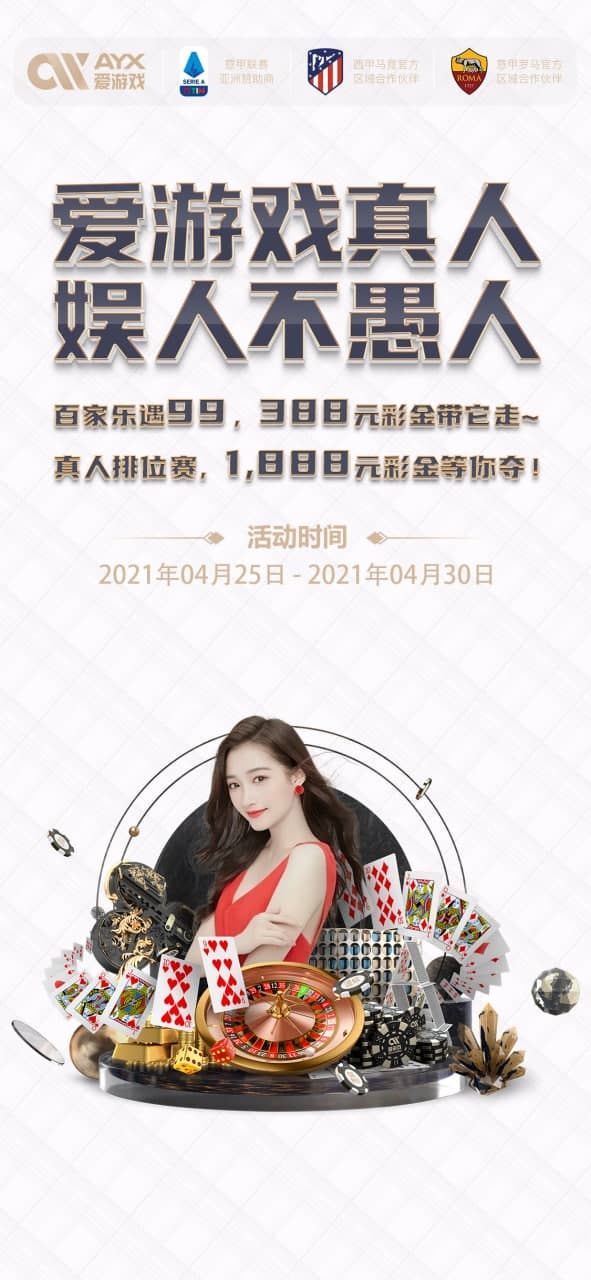 AYX
爱游戏
SERIE A
TIM
意甲联赛
亚洲赞助商
西甲马竞官方
区域合作伙伴
ROMA
1927
意甲罗马官方
区域合作伙伴
爱游戏真人
娱人不愚人
百家乐遇99，388元彩金带它走~
真人排位赛，1,888元彩金等你夺！
活动时间
2021年04月25日 - 2021年04月30日